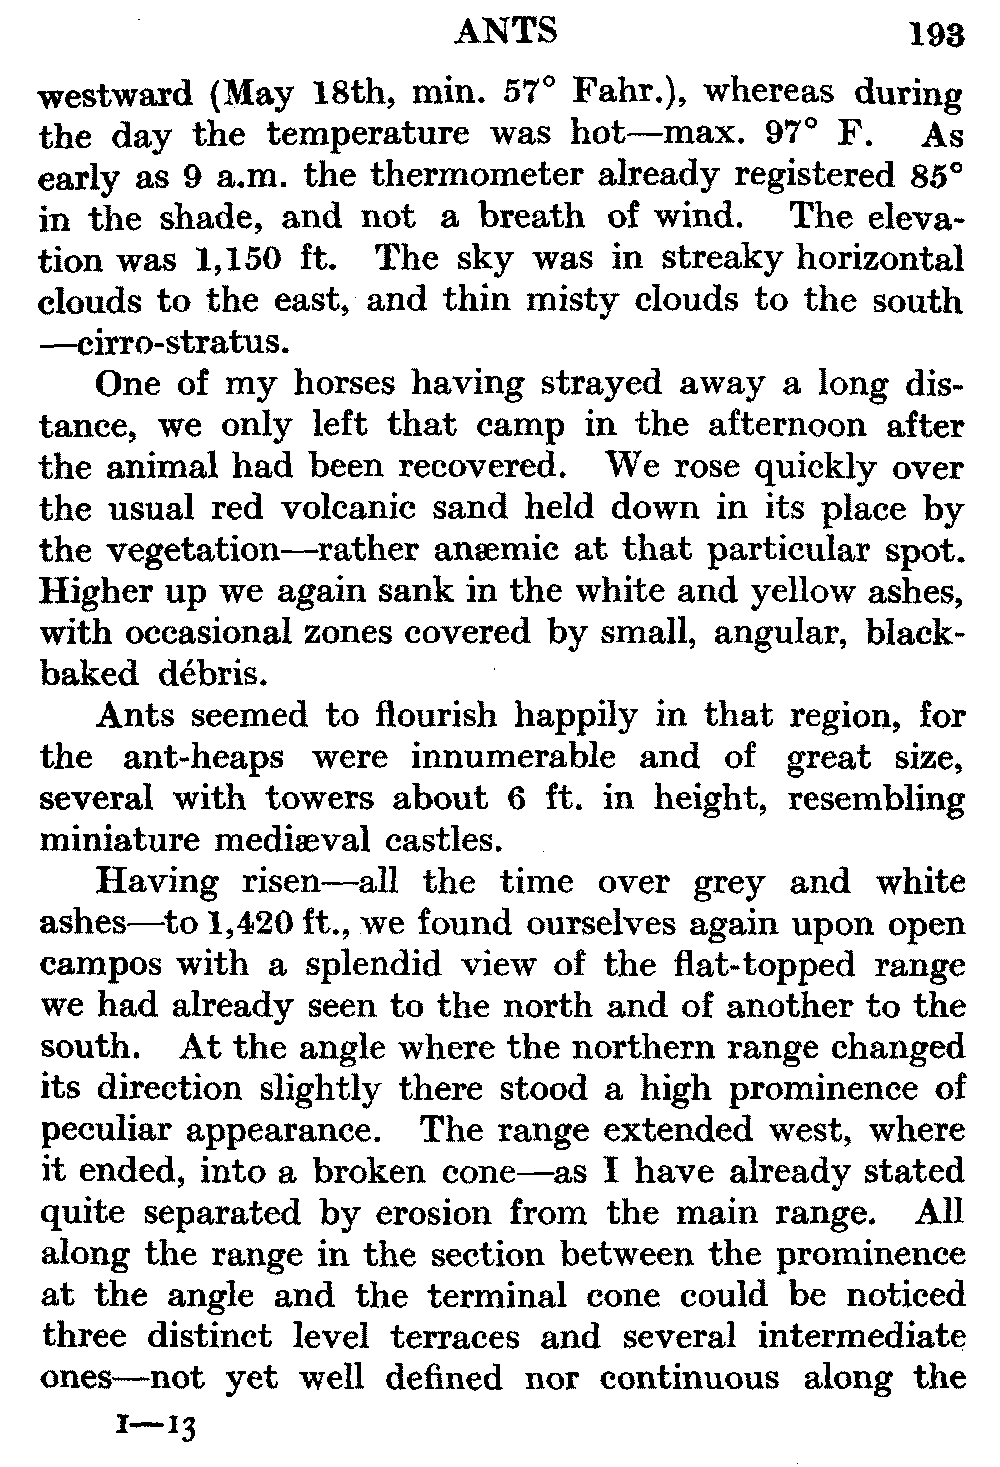 ANTS 193
westward (May 18th, min. 57° Fahr.), whereas during
the day the temperature was hot—max. 97° F. As
early as 9 a.m. the thermometer already registered 85°
in the shade, and not a breath of wind. The eleva-
tion was 1,150 ft. The sky was in streaky horizontal
clouds to the east, and thin misty clouds to the south
—cirro-stratus.
One of my horses having strayed away a long dis-
tance, we only left that camp in the afternoon after
the animal had been recovered. We rose quickly over
the usual red volcanic sand held down in its place by
the vegetation—rather anæmic at that particular spot.
Higher up we again sank in the white and yellow ashes,
with occasional zones covered by small, angular, black-
baked débris.
Ants seemed to flourish happily in that region, for
the ant-heaps were innumerable and of great size,
several with towers about 6 ft. in height, resembling
miniature mediæval castles.
Having risen—all the time over grey and white
ashes—to 1,420 ft., we found ourselves again upon open
campos with a splendid view of the flat-topped range
we had already seen to the north and of another to the
south. At the angle where the northern range changed
its direction slightly there stood a high prominence of
peculiar appearance. The range extended west, where
it ended, into a broken cone—as I have already stated
quite separated by erosion from the main range. All
along the range in the section between the prominence
at the angle and the terminal cone could be noticed
three distinct level terraces and several intermediate
ones—not yet well defined nor continuous along the
I—13